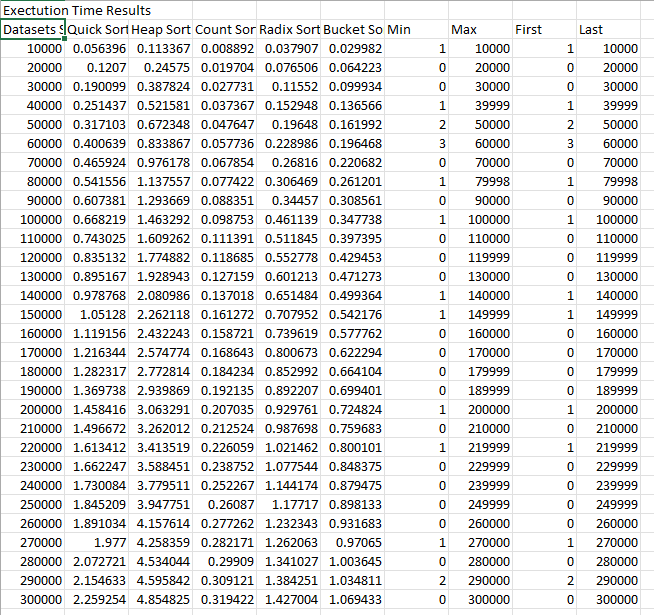 Exectution Time Results
Datasets S Quick Sort Heap Sort Count Sor Radix Sort Bucket So Min Max First Last
10000 0.056396 0.113367 0.008892 0.037907 0.029982 1 10000 1 10000
20000 0.1207 0.24575 0.019704 0.076506 0.064223 0 20000 0 20000
30000 0.190099 0.387824 0.027731 0.11552 0.099934 0 30000 0 30000
40000 0.251437 0.521581 0.037367 0.152948 0.136566 1 39999 1 39999
50000 0.317103 0.672348 0.047647 0.19648 0.161992 2 50000 2 50000
60000 0.400639 0.833867 0.057736 0.228986 0.196468 3 60000 3 60000
70000 0.465924 0.976178 0.067854 0.26816 0.220682 0 70000 0 70000
80000 0.541556 1.137557 0.077422 0.306469 0.261201 1 79998 1 79998
90000 0.607381 1.293669 0.088351 0.34457 0.308561 0 90000 0 90000
100000 0.668219 1.463292 0.098753 0.461139 0.347738 1 100000 1 100000
110000 0.743025 1.609262 0.111391 0.511845 0.397395 0 110000 0 110000
120000 0.835132 1.774882 0.118685 0.552778 0.429453 0 119999 0 119999
130000 0.895167 1.928943 0.127159 0.601213 0.471273 0 130000 0 130000
140000 0.978768 2.080986 0.137018 0.651484 0.499364 1 140000 1 140000
150000 1.05128 2.262118 0.161272 0.707952 0.542176 1 149999 1 149999
160000 1.119156 2.432243 0.158721 0.739619 0.577762 0 160000 0 160000
170000 1.216344 2.574774 0.168643 0.800673 0.622294 0 170000 0 170000
180000 1.282317 2.772814 0.184234 0.852992 0.664104 0 179999 0 179999
190000 1.369738 2.939869 0.192135 0.892207 0.699401 0 189999 0 189999
200000 1.458416 3.063291 0.207035 0.929761 0.724824 1 200000 1 200000
210000 1.496672 3.262012 0.212524 0.987698 0.759683 0 210000 0 210000
220000 1.613412 3.413519 0.226059 1.021462 0.800101 1 219999 1 219999
230000 1.662247 3.588451 0.238752 1.077544 0.848375 0 229999 0 229999
240000 1.730084 3.779511 0.252267 1.144174 0.879475 0 239999 0 239999
250000 1.845209 3.947751 0.26087 1.17717 0.898133 0 249999 0 249999
260000 1.891034 4.157614 0.277262 1.232343 0.931683 0 260000 0 260000
270000 1.977 4.258359 0.282171 1.262063 0.97065 1 270000 1 270000
280000 2.072721 4.534044 0.29909 1.341027 1.003645 0 280000 0 280000
290000 2.154633 4.595842 0.309121 1.384251 1.034811 2 290000 2 290000
300000 2.259254 4.854825 0.319422 1.427004 1.069433 0 300000 0 300000